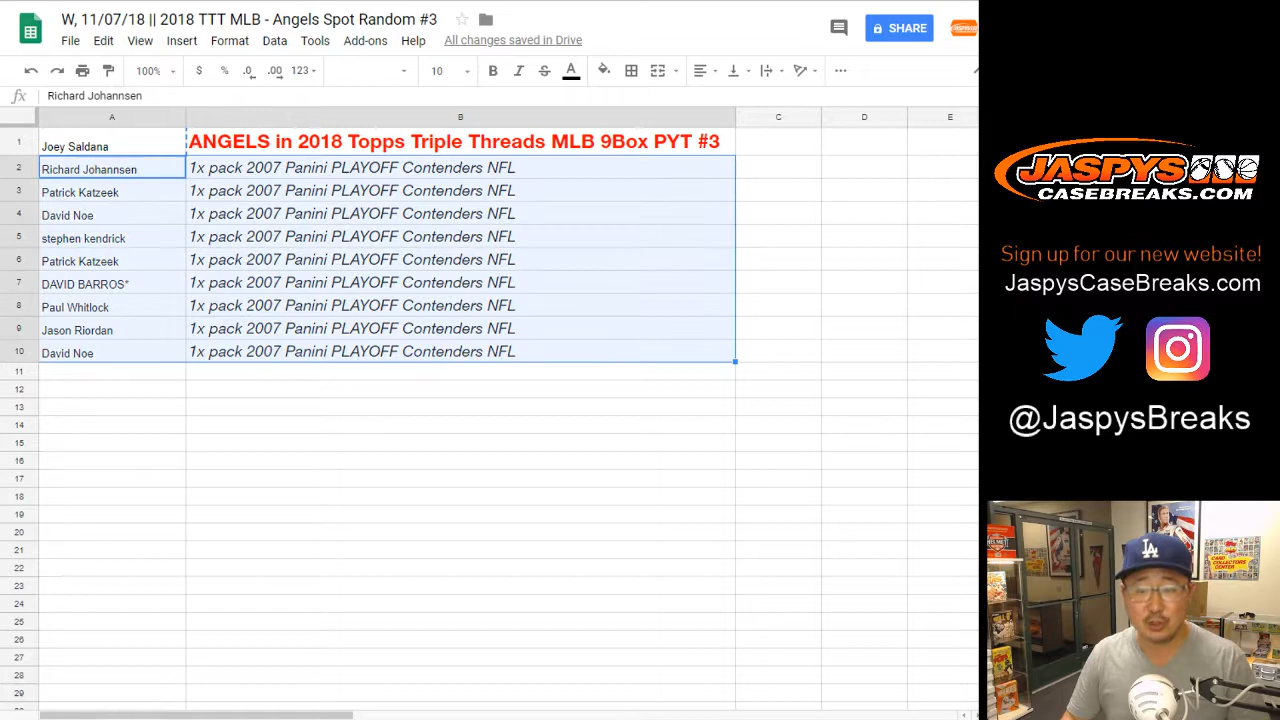 W, 11/07/18 || 2018 TTT MLB - Angels Spot Random #3
SHARE
File Edit View Insert Format Data Tools Add-ons Help All changes saved in Drive
100% $ % .0 .00 123 10 B I S A
fx Richard Johannsen
A B C D E
1 Joey Saldana ANGELS in 2018 Topps Triple Threads MLB 9Box PYT #3
2 Richard Johannsen 1x pack 2007 Panini PLAYOFF Contenders NFL
3 Patrick Katzeek 1x pack 2007 Panini PLAYOFF Contenders NFL
4 David Noe 1x pack 2007 Panini PLAYOFF Contenders NFL
5 stephen kendrick 1x pack 2007 Panini PLAYOFF Contenders NFL
6 Patrick Katzeek 1x pack 2007 Panini PLAYOFF Contenders NFL
7 DAVID BARROS* 1x pack 2007 Panini PLAYOFF Contenders NFL
8 Paul Whitlock 1x pack 2007 Panini PLAYOFF Contenders NFL
9 Jason Riordan 1x pack 2007 Panini PLAYOFF Contenders NFL
10 David Noe 1x pack 2007 Panini PLAYOFF Contenders NFL
11
12
13
14
15
16
17
18
19
20
21
22
23
24
25
26
27
28
29
JASPYS
CASEBREAKS.COM
Sign up for our new website!
JaspysCaseBreaks.com
@JaspysBreaks
LA
CARD
COLLECTORS
CENTER